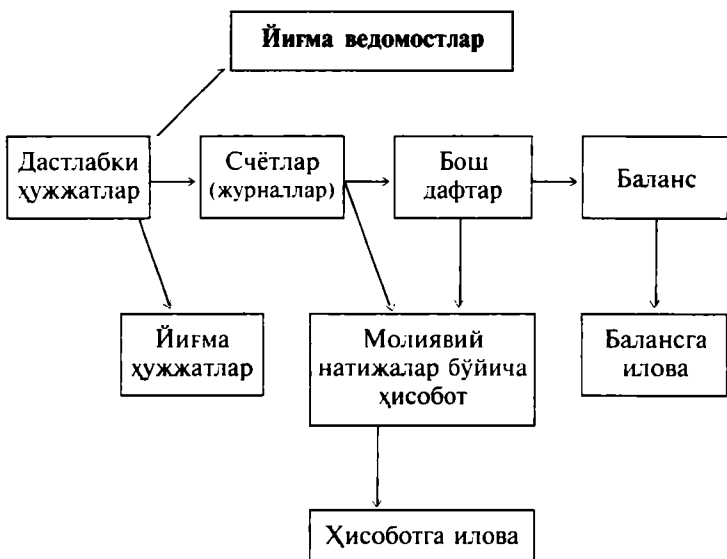 Йиғма ведомостлар
Дастлабки
ҳужжатлар
Счётлар
(журналлар)
Бош
дафтар
Баланс
Йиғма
ҳужжатлар
Молиявий
натижалар бўйича
ҳисобот
Балансга
илова
Ҳисоботга илова